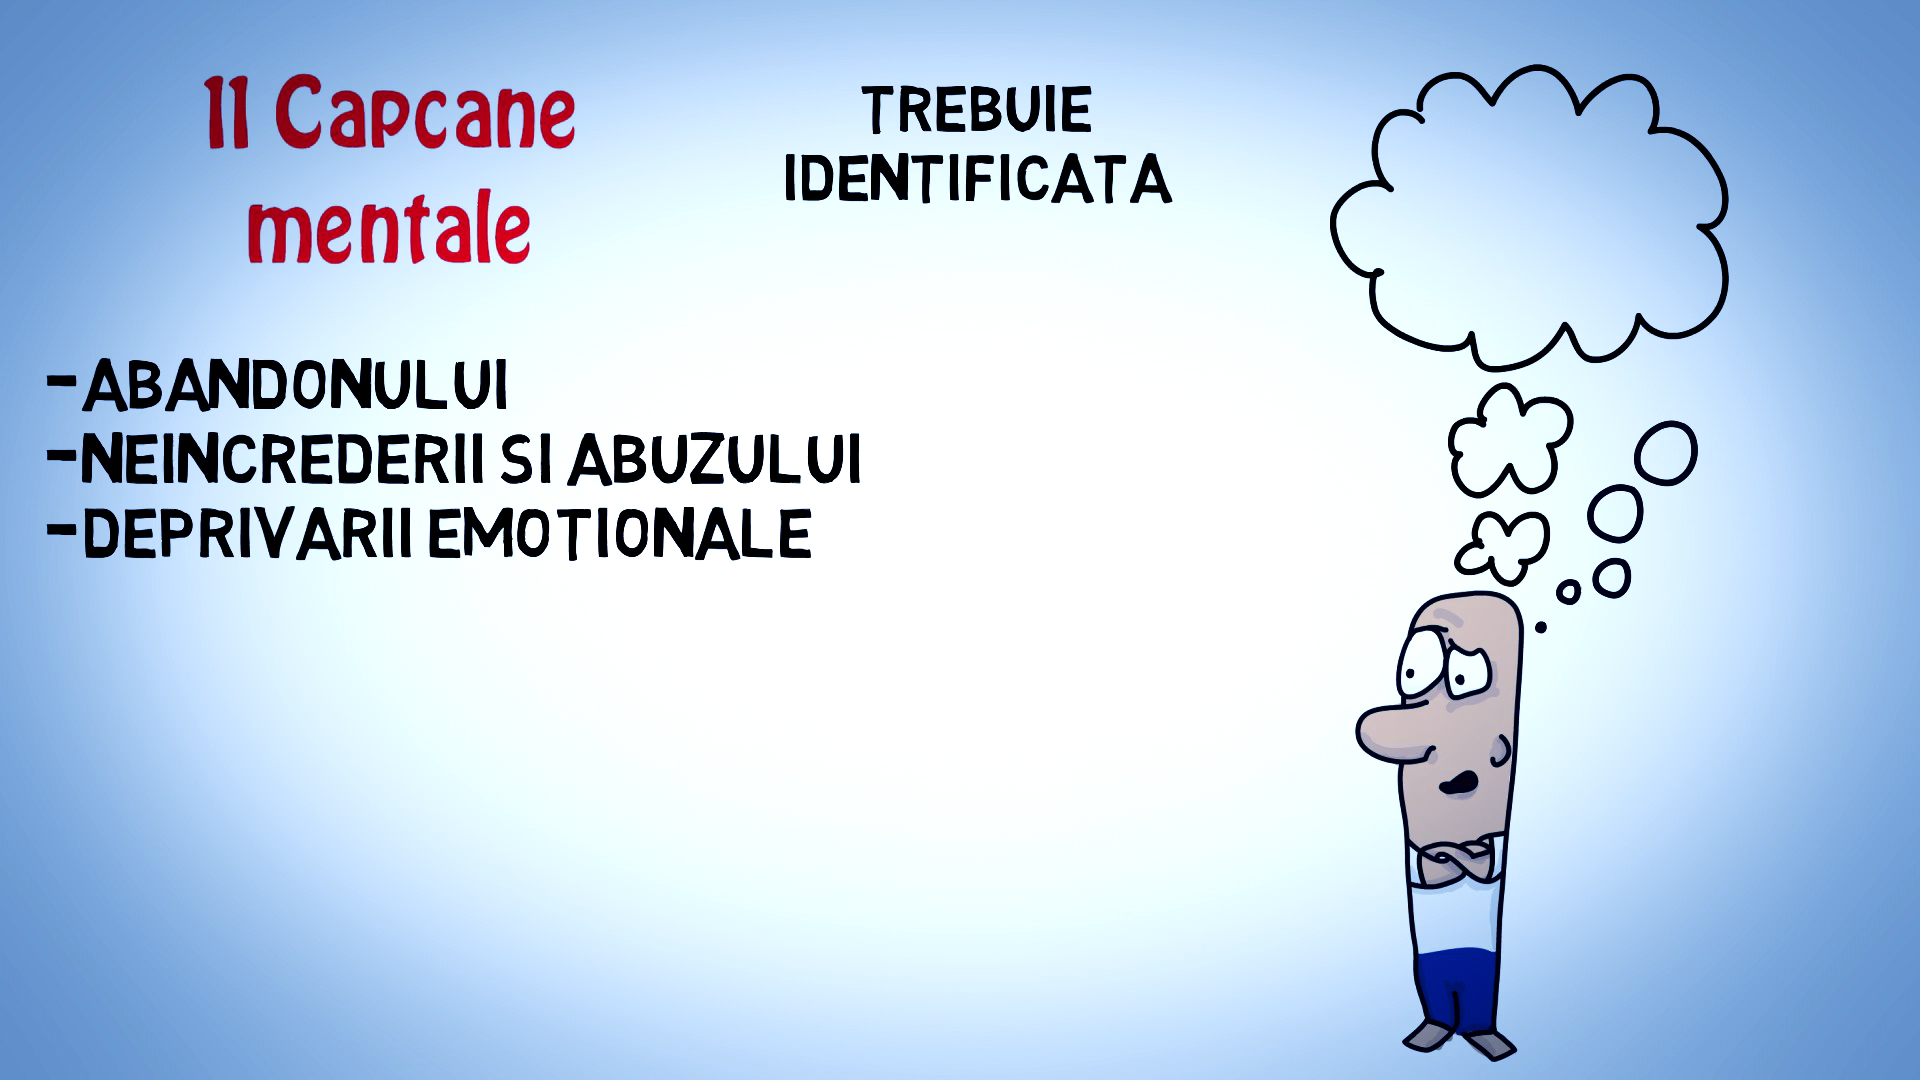 11 Capcane
mentale
TREBUIE
IDENTIFICATA
-ABANDONULUI
-NEINCREDERII SI ABUZULUI
-DEPRIVARII EMOTIONALE